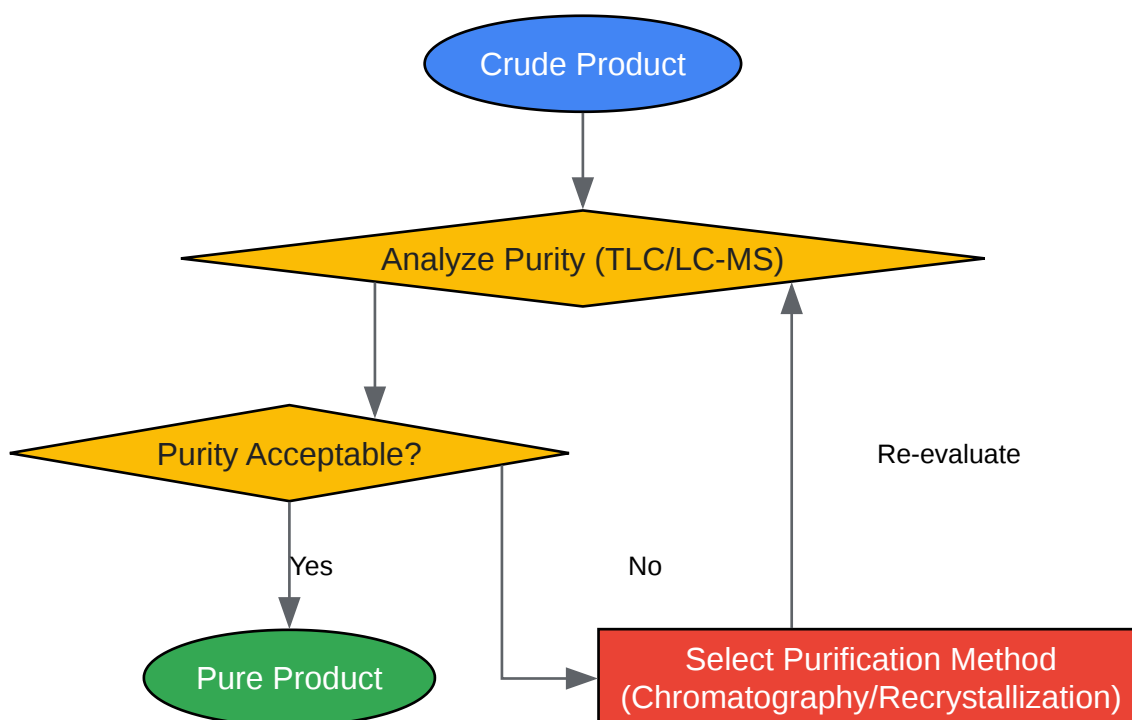 Crude Product
Analyze Purity (TLC/LC-MS)
Purity Acceptable?
Re-evaluate
Yes
No
Pure Product
Select Purification Method
(Chromatography/Recrystallization)